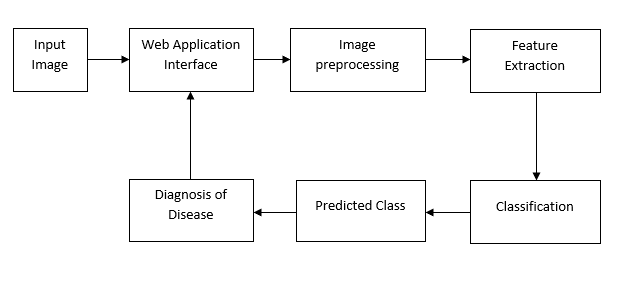 Input
Image
Web Application
Interface
Image
preprocessing
Feature
Extraction
Diagnosis of
Disease
Predicted Class
Classification